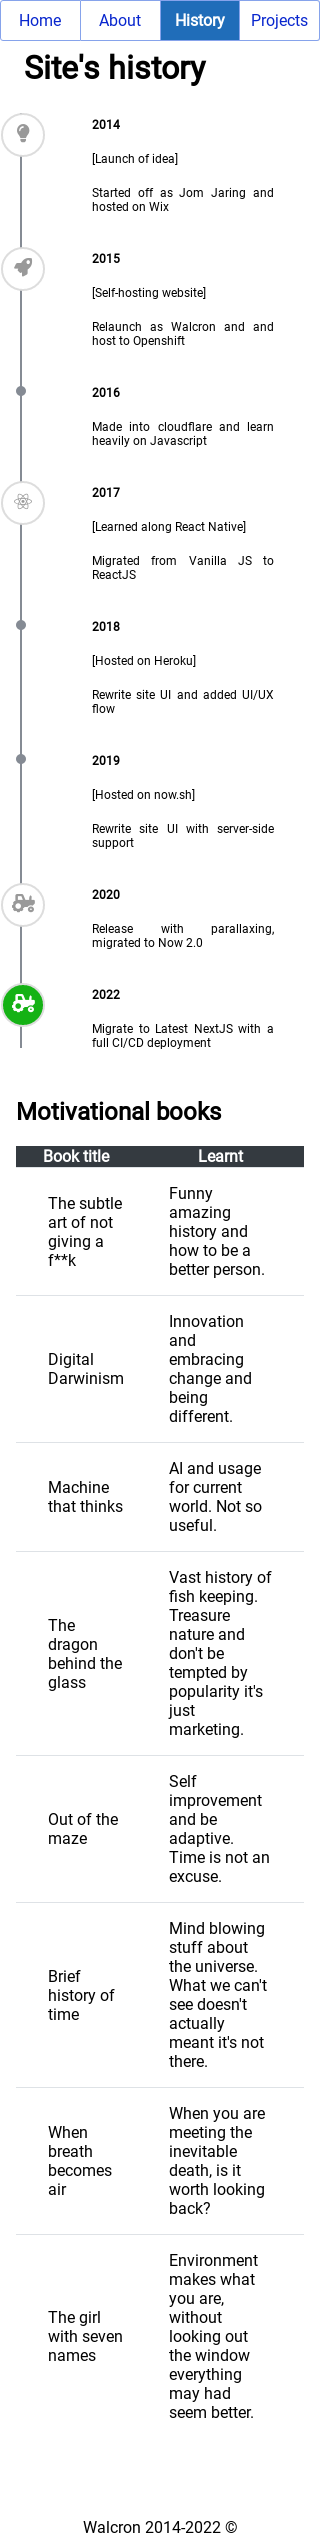 Home About History Projects
Site's history
2014
[Launch of idea]
Started off as Jom Jaring and
hosted on Wix
2015
[Self-hosting website]
Relaunch as Walcron and and
host to Openshift
2016
Made into cloudflare and learn
heavily on Javascript
2017
[Learned along React Native]
Migrated from Vanilla JS to
ReactJS
2018
[Hosted on Heroku]
Rewrite site UI and added UI/UX
flow
2019
[Hosted on now.sh]
Rewrite site UI with server-side
support
2020
Release with parallaxing,
migrated to Now 2.0
2022
Migrate to Latest NextJS with a
full CI/CD deployment
Motivational books
Book title Learnt
The subtle
art of not
giving a
f**k
Funny
amazing
history and
how to be a
better person.
Digital
Darwinism
Innovation
and
embracing
change and
being
different.
Machine
that thinks
AI and usage
for current
world. Not so
useful.
The
dragon
behind the
glass
Vast history of
fish keeping.
Treasure
nature and
don't be
tempted by
popularity it's
just
marketing.
Out of the
maze
Self
improvement
and be
adaptive.
Time is not an
excuse.
Brief
history of
time
Mind blowing
stuff about
the universe.
What we can't
see doesn't
actually
meant it's not
there.
When
breath
becomes
air
When you are
meeting the
inevitable
death, is it
worth looking
back?
The girl
with seven
names
Environment
makes what
you are,
without
looking out
the window
everything
may had
seem better.
Walcron 2014-2022 ©